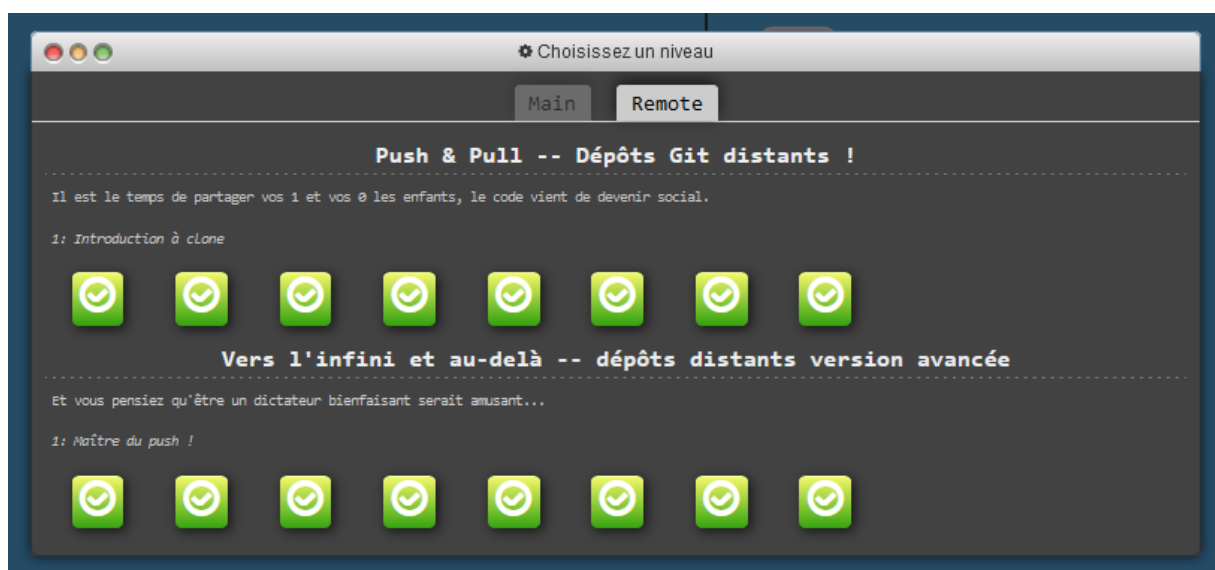 Choisissez un niveau
Main Remote
Push & Pull -- Dépôts Git distants !
Il est le temps de partager vos 1 et vos 0 les enfants, le code vient de devenir social.
1: Introduction à clone
Vers l'infini et au-delà -- dépôts distants version avancée
Et vous pensiez qu'être un dictateur bienfaisant serait amusant...
1: Maître du push !